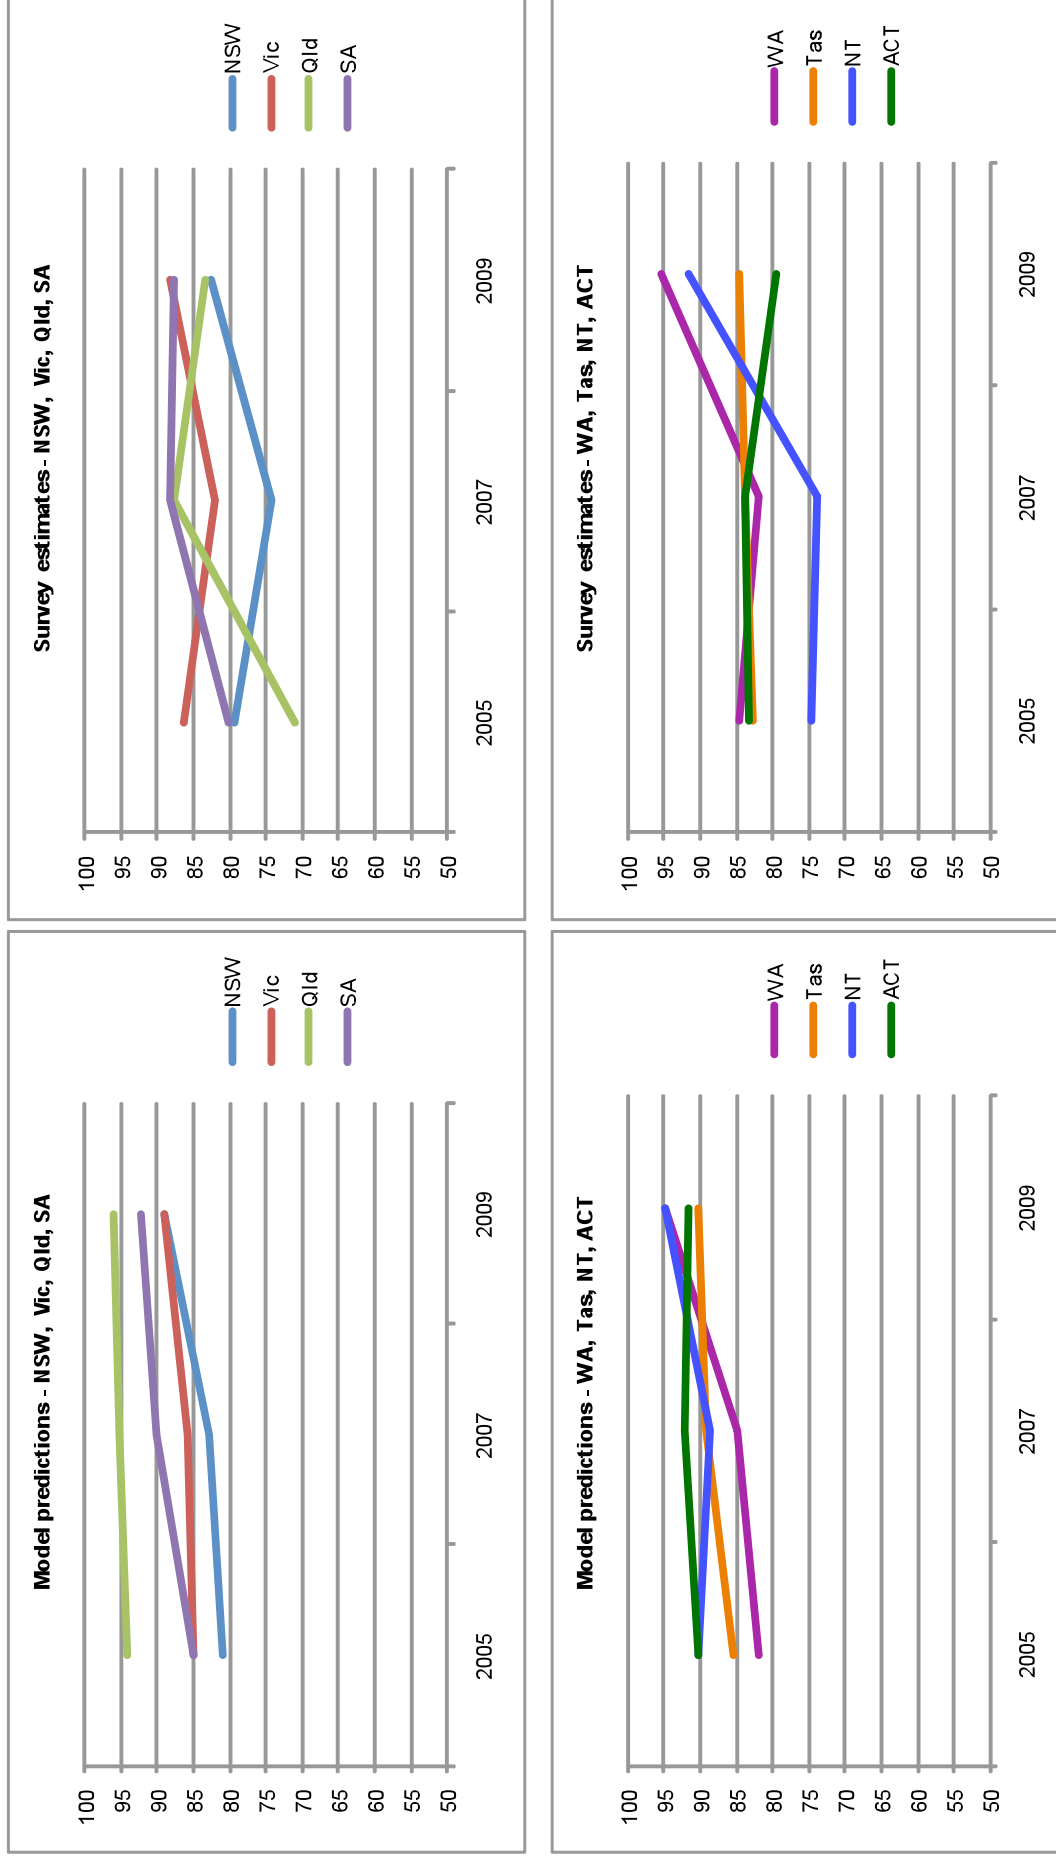 Model predictions - NSW, Vic, Qld, SA
100
95
90
85
80
75
70
65
60
55
50
2005
2007
2009
NSW
Vic
Qld
SA
Survey estimates - NSW, Vic, Qld, SA
100
95
90
85
80
75
70
65
60
55
50
2005
2007
2009
NSW
Vic
Qld
SA
Model predictions - WA, Tas, NT, ACT
100
95
90
85
80
75
70
65
60
55
50
2005
2007
2009
WA
Tas
NT
ACT
Survey estimates - WA, Tas, NT, ACT
100
95
90
85
80
75
70
65
60
55
50
2005
2007
2009
WA
Tas
NT
ACT